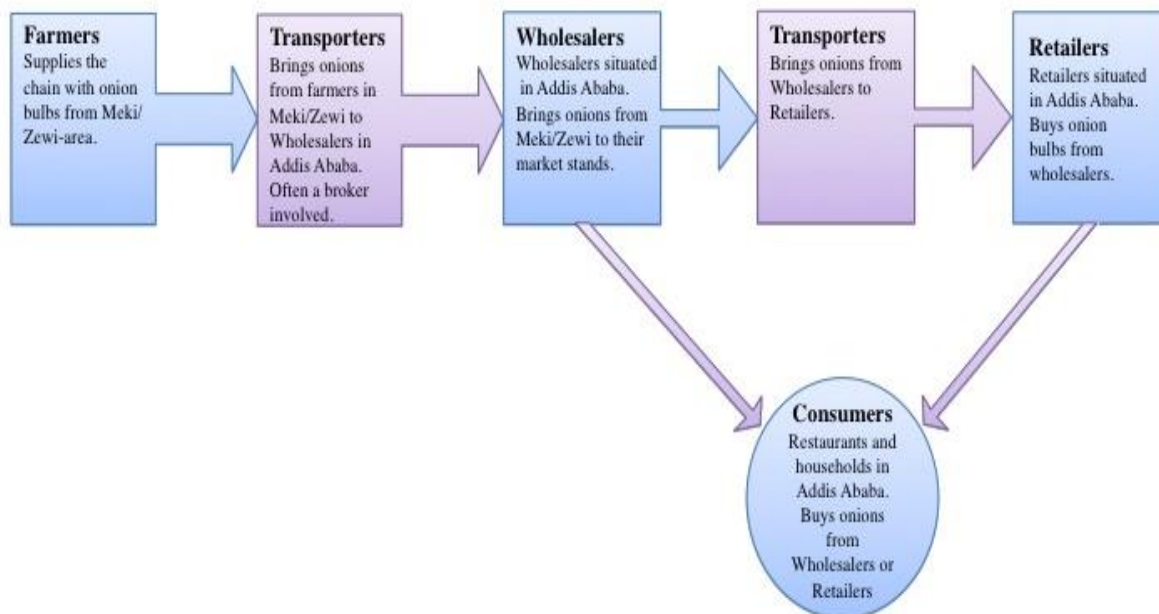 Farmers
Supplies the
chain with onion
bulbs from Meki/
Zewi-area.
Transporters
Brings onions
from farmers in
Meki/Zewi to
Wholesalers in
Addis Ababa.
Often a broker
involved.
Wholesalers
Wholesalers situated
in Addis Ababa.
Brings onions from
Meki/Zewi to their
market stands.
Transporters
Brings onions from
Wholesalers to
Retailers.
Retailers
Retailers situated
in Addis Ababa.
Buys onion
bulbs from
wholesalers.
Consumers
Restaurants and
households in
Addis Ababa.
Buys onions
from
Wholesalers or
Retailers